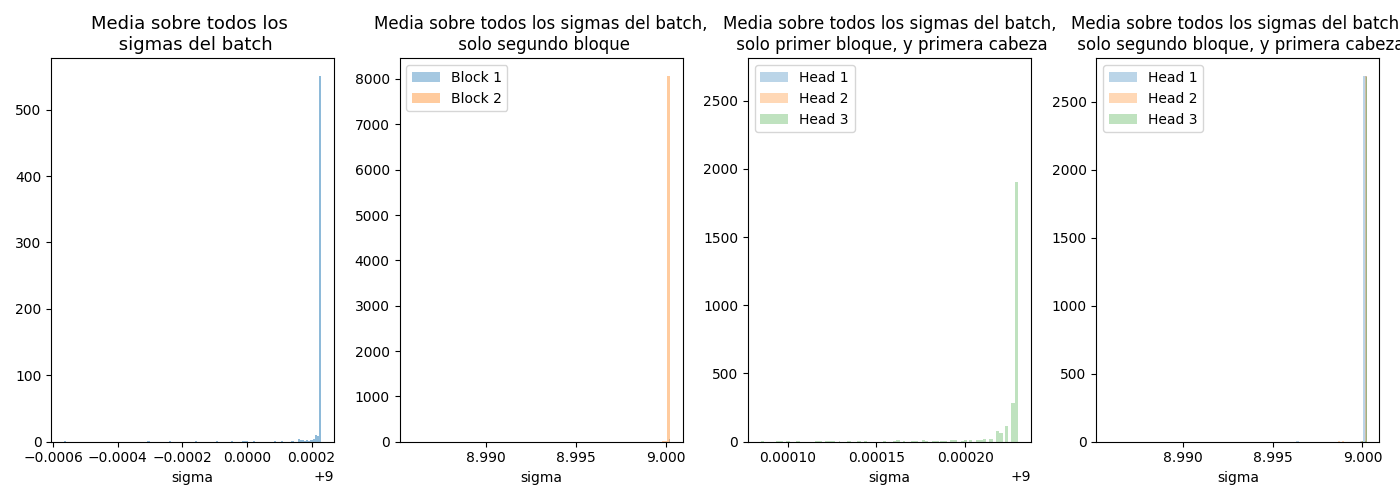 Media sobre todos los
sigmas del batch
500
400
300
200
100
0
−0.0006 −0.0004 −0.0002 0.0000 0.0002
sigma
+9
Media sobre todos los sigmas del batch,
solo segundo bloque
Block 1
Block 2
8000
7000
6000
5000
4000
3000
2000
1000
0
8.990 8.995 9.000
sigma
Media sobre todos los sigmas del batch,
solo primer bloque, y primera cabeza
Head 1
Head 2
Head 3
2500
2000
1500
1000
500
0
0.00010 0.00015 0.00020
sigma
+9
Media sobre todos los sigmas del batch
solo segundo bloque, y primera cabeza
Head 1
Head 2
Head 3
2500
2000
1500
1000
500
0
8.990 8.995 9.000
sigma